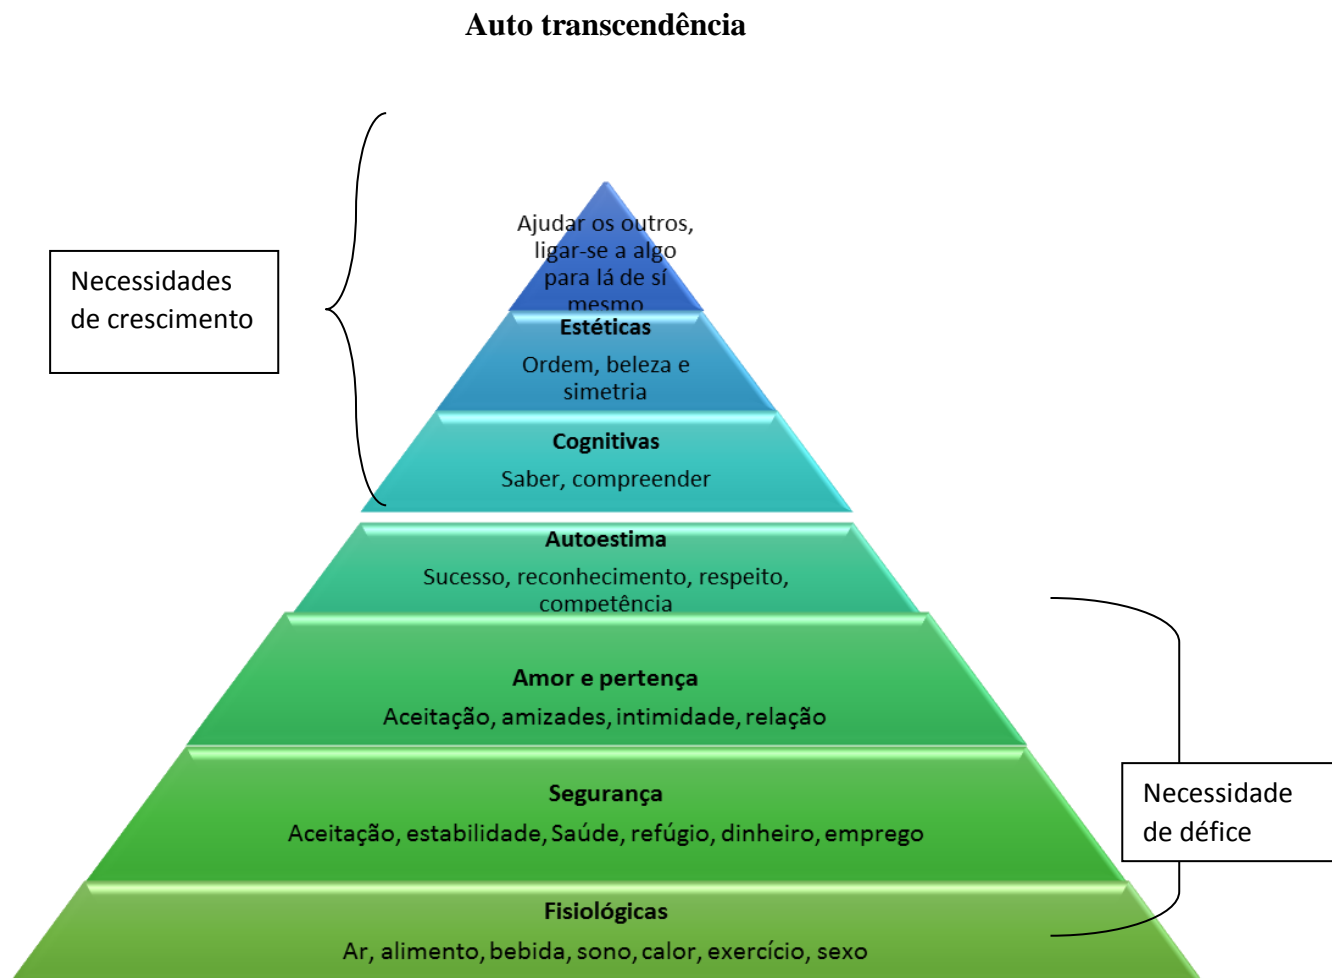 Auto transcendência
Necessidades
de crescimento
Ajudar os outros,
ligar-se a algo
para lá de sí
mesmo
Estéticas
Ordem, beleza e
simetria
Cognitivas
Saber, compreender
Autoestima
Sucesso, reconhecimento, respeito,
competência
Amor e pertença
Aceitação, amizades, intimidade, relação
Segurança
Aceitação, estabilidade, Saúde, refúgio, dinheiro, emprego
Necessidade
de défice
Fisiológicas
Ar, alimento, bebida, sono, calor, exercício, sexo